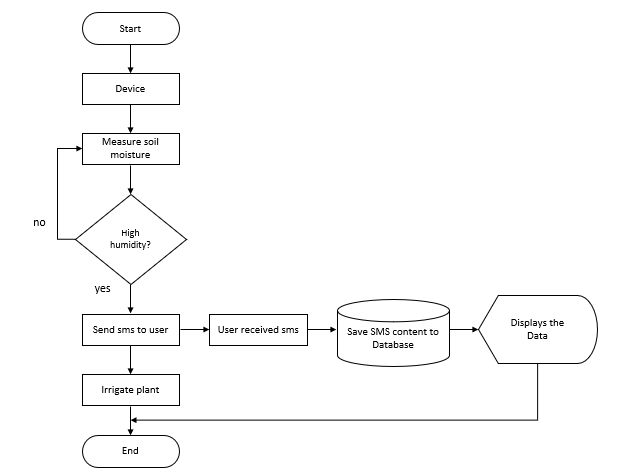 Start
Device
Measure soil
moisture
no
High
humidity?
yes
Send sms to user
User received sms
Save SMS content to
Database
Displays the
Data
Irrigate plant
End